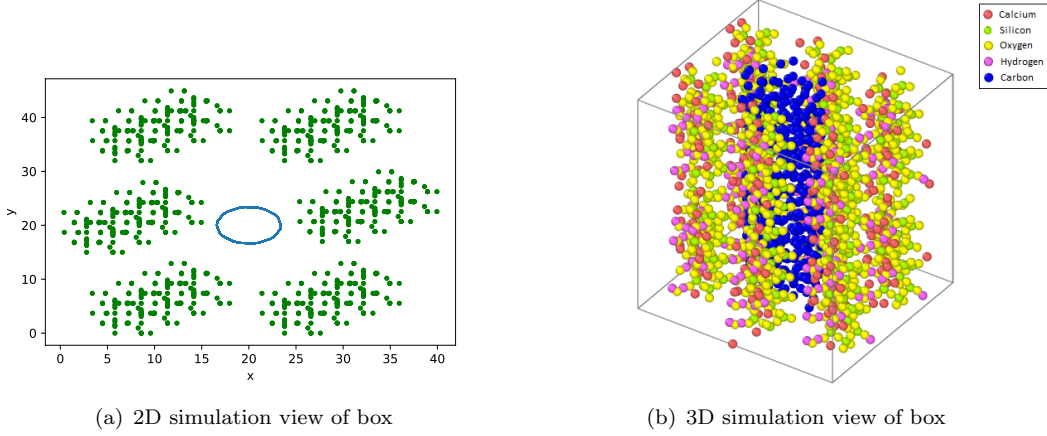 Calcium
Silicon
Oxygen
Hydrogen
Carbon
40
30
20
10
0
y
0 5 10 15 20 25 30 35 40
x
(a) 2D simulation view of box
(b) 3D simulation view of box